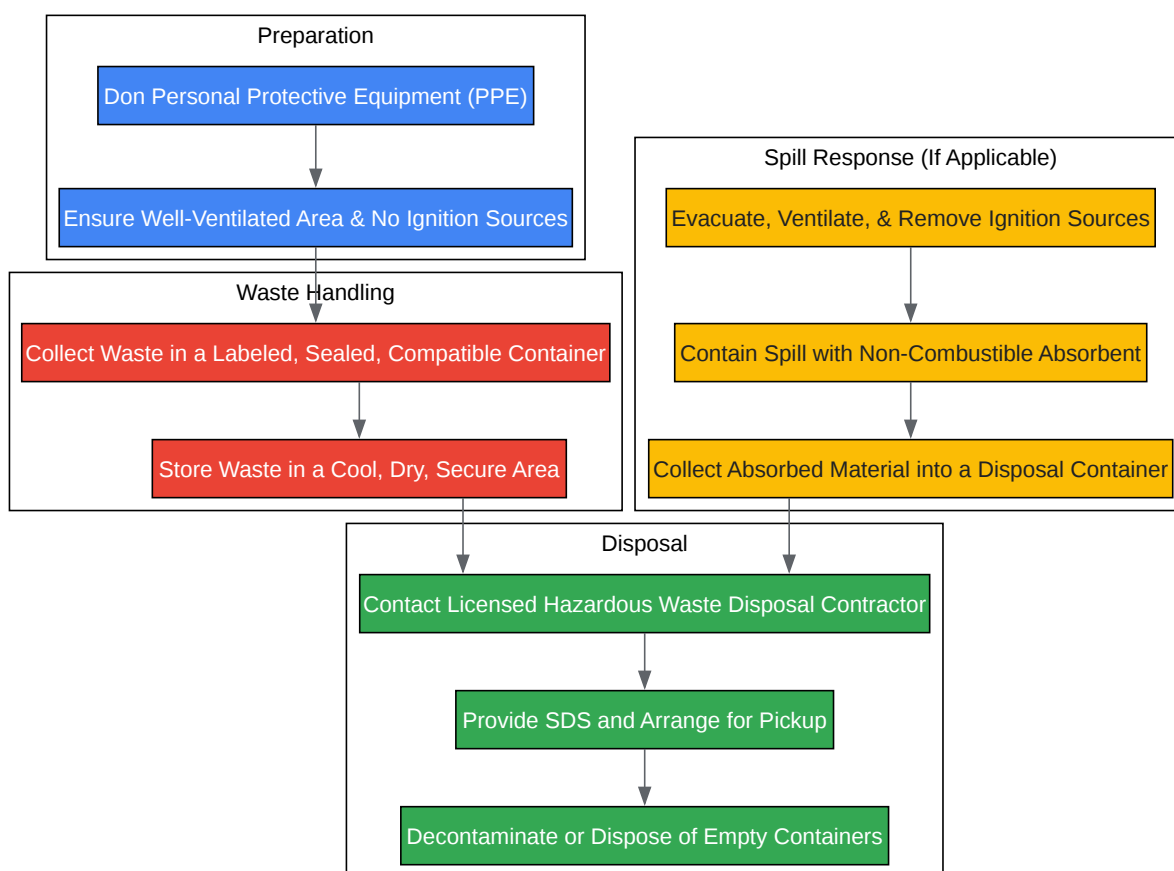 Preparation
Don Personal Protective Equipment (PPE)
Ensure Well-Ventilated Area & No Ignition Sources
Waste Handling
Collect Waste in a Labeled, Sealed, Compatible Container
Store Waste in a Cool, Dry, Secure Area
Spill Response (If Applicable)
Evacuate, Ventilate, & Remove Ignition Sources
Contain Spill with Non-Combustible Absorbent
Collect Absorbed Material into a Disposal Container
Disposal
Contact Licensed Hazardous Waste Disposal Contractor
Provide SDS and Arrange for Pickup
Decontaminate or Dispose of Empty Containers